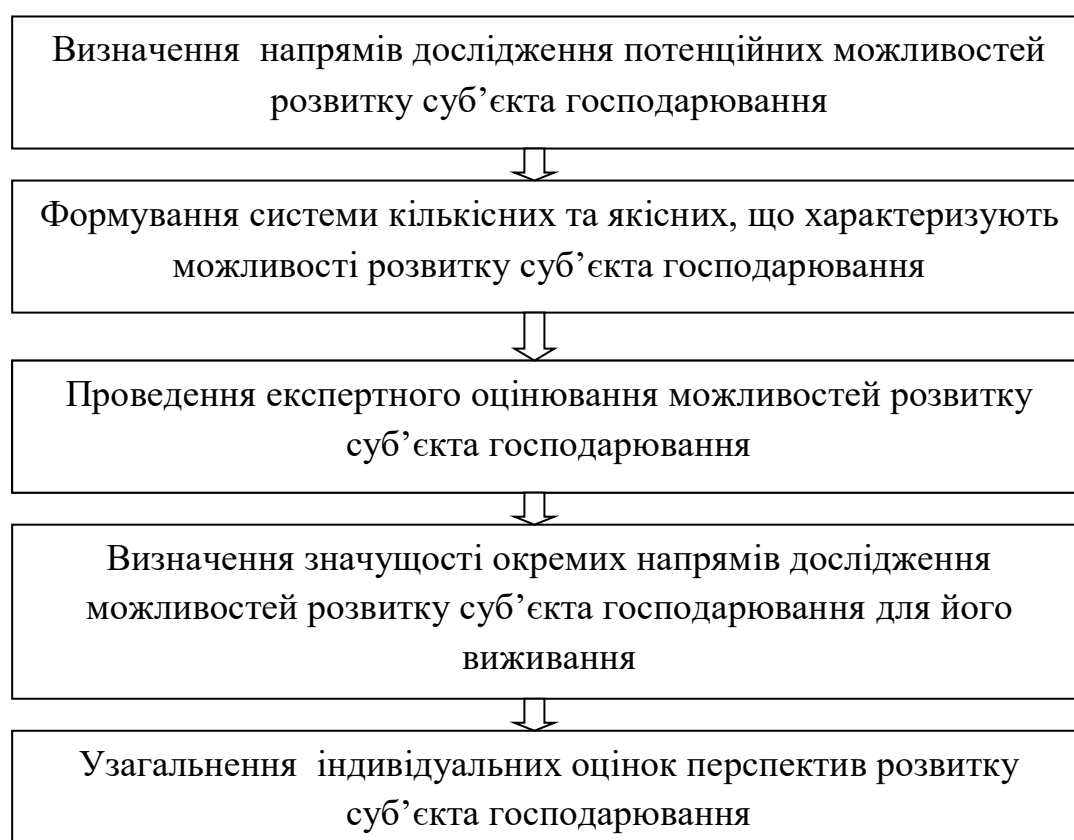 Визначення напрямів дослідження потенційних можливостей
розвитку суб’єкта господарювання
Формування системи кількісних та якісних, що характеризують
можливості розвитку суб’єкта господарювання
Проведення експертного оцінювання можливостей розвитку
суб’єкта господарювання
Визначення значущості окремих напрямів дослідження
можливостей розвитку суб’єкта господарювання для його
виживання
Узагальнення індивідуальних оцінок перспектив розвитку
суб’єкта господарювання